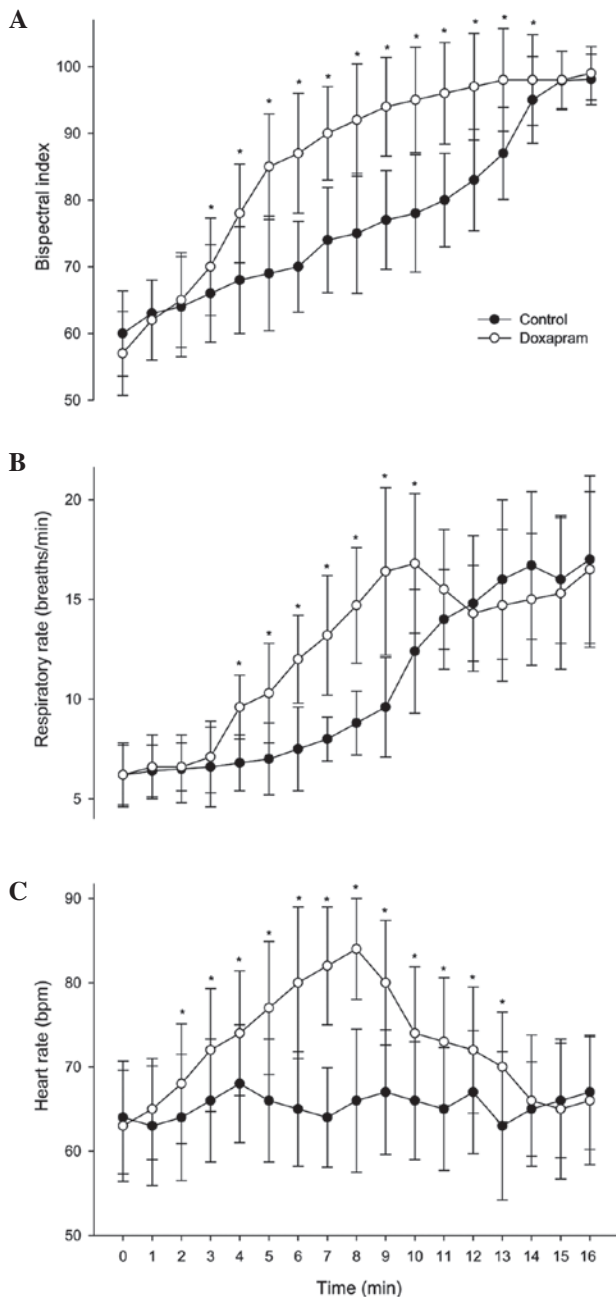 A
* * * * * * * * * * * *
100
90
80
70
60
50
Bispectral index
Control
Doxapram
B
* * * * * * *
20
15
10
5
Respiratory rate (breaths/min)
C
* * * * * * * * * * * *
90
80
70
60
50
Heart rate (bpm)
0 1 2 3 4 5 6 7 8 9 10 11 12 13 14 15 16
Time (min)